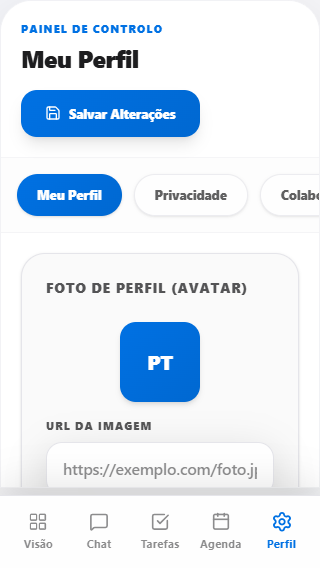 PAINEL DE CONTROLO
Meu Perfil
Salvar Alterações
Meu Perfil Privacidade Colabo
FOTO DE PERFIL (AVATAR)
PT
URL DA IMAGEM
https://exemplo.com/foto.jp
Visão Chat Tarefas Agenda Perfil